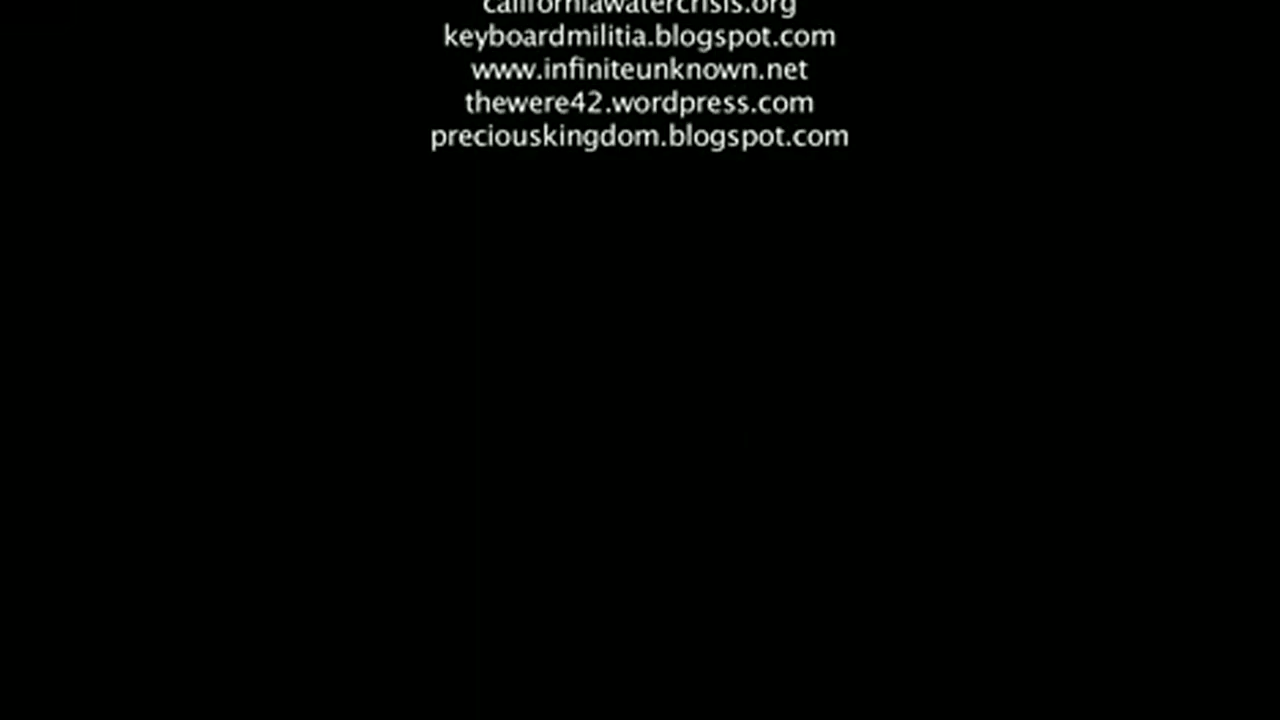 californiawatercrisis.org
keyboardmilitia.blogspot.com
www.infiniteunknown.net
thewere42.wordpress.com
preciouskingdom.blogspot.com